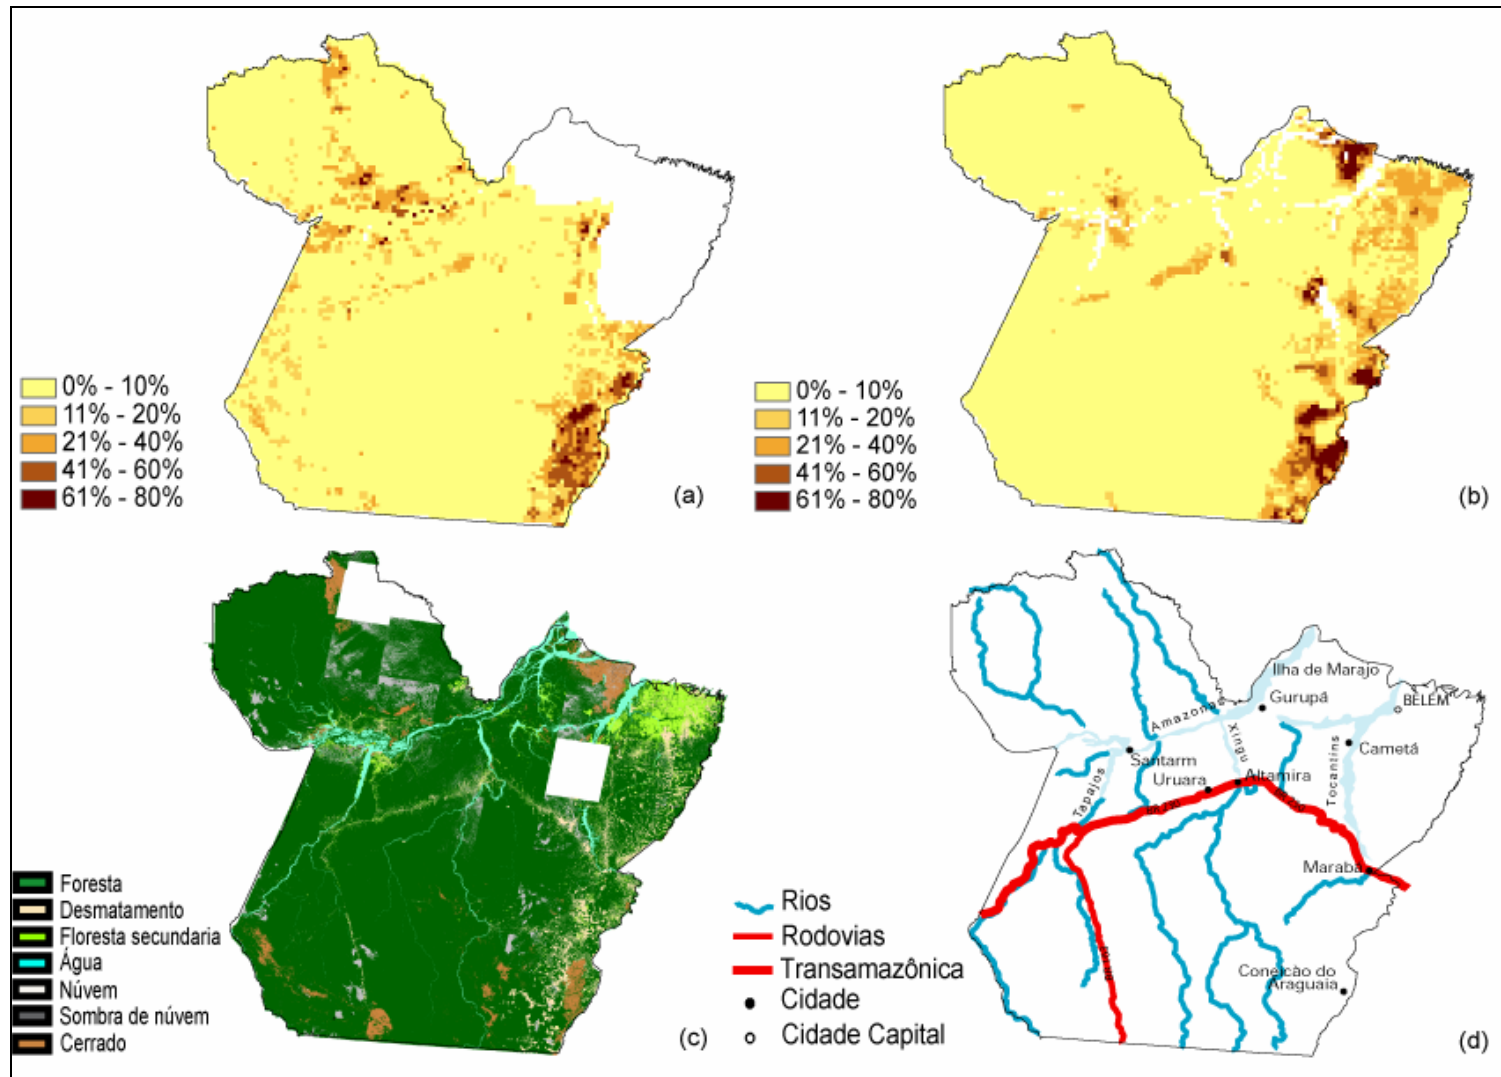 0% - 10%
11% - 20%
21% - 40%
41% - 60%
61% - 80%
(a)
0% - 10%
11% - 20%
21% - 40%
41% - 60%
61% - 80%
(b)
Foresta
Desmatamento
Floresta secundaria
Água
Núvem
Sombra de núvem
Cerrado
(c)
Ilha de Marajo
Gurupá
BELEM
Amazonas
Xingu
Cametá
Santarm
Uruara
Altamira
Tapajos
Tocantins
Maraba
Coneicào do
Araguaia
Rios
Rodovias
Transamazônica
Cidade
Cidade Capital
(d)